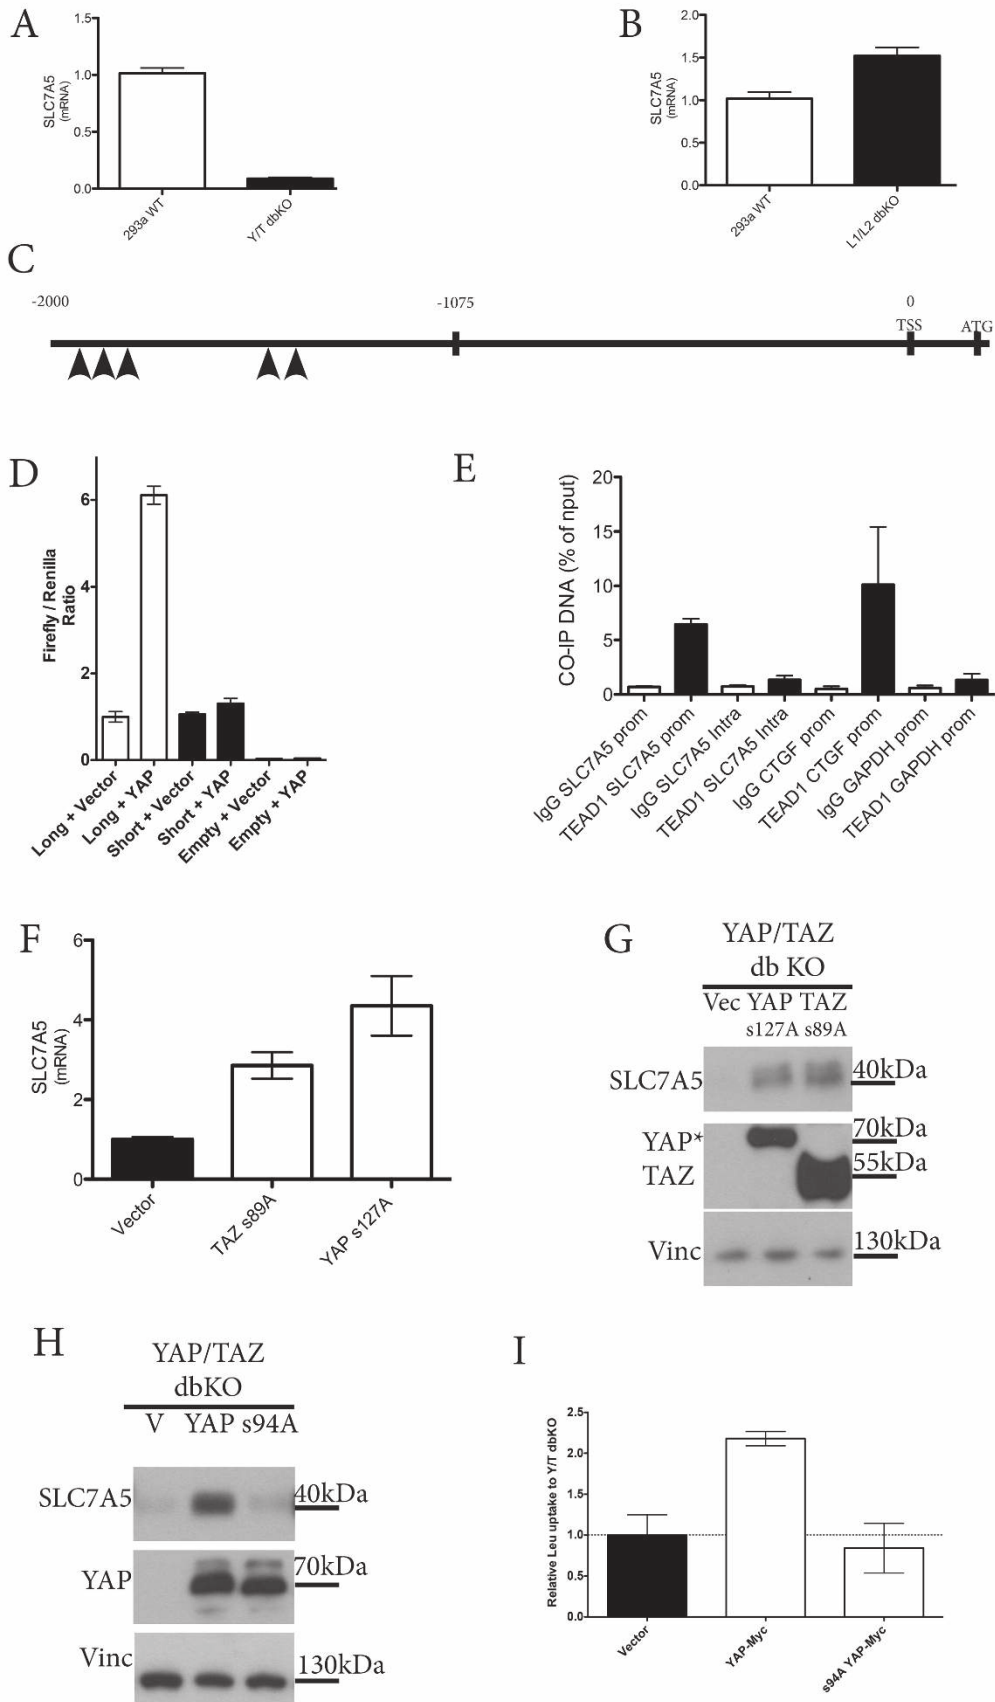 A
SLC7A5
(mRNA)
1.5
1.0
0.5
0.0
293a WT
Y/T dbKO
B
SLC7A5
(mRNA)
2.0
1.5
1.0
0.5
0.0
293a WT
L1/L2 dbKO
C
-2000
-1075
0
TSS
ATG
D
Firefly / Renilla
Ratio
6
4
2
0
Long + Vector
Long + YAP
Short + Vector
Short + YAP
Empty + Vector
Empty + YAP
E
CO-IP DNA (% of nput)
20
15
10
5
0
IgG SLC7A5 prom
TEAD1 SLC7A5 prom
IgG SLC7A5 Intra
TEAD1 SLC7A5 Intra
IgG CTGF prom
TEAD1 CTGF prom
IgG GAPDH prom
TEAD1 GAPDH prom
F
SLC7A5
(mRNA)
6
4
2
0
Vector
TAZ s89A
YAP s127A
G
YAP/TAZ
db KO
Vec YAP TAZ
s127A s89A
SLC7A5
40kDa
YAP*
70kDa
TAZ
55kDa
Vinc
130kDa
H
YAP/TAZ
dbKO
V YAP s94A
SLC7A5
40kDa
YAP
70kDa
Vinc
130kDa
I
Relative Leu uptake to Y/T dbKO
2.5
2.0
1.5
1.0
0.5
0.0
Vector
YAP-Myc
s94A YAP-Myc